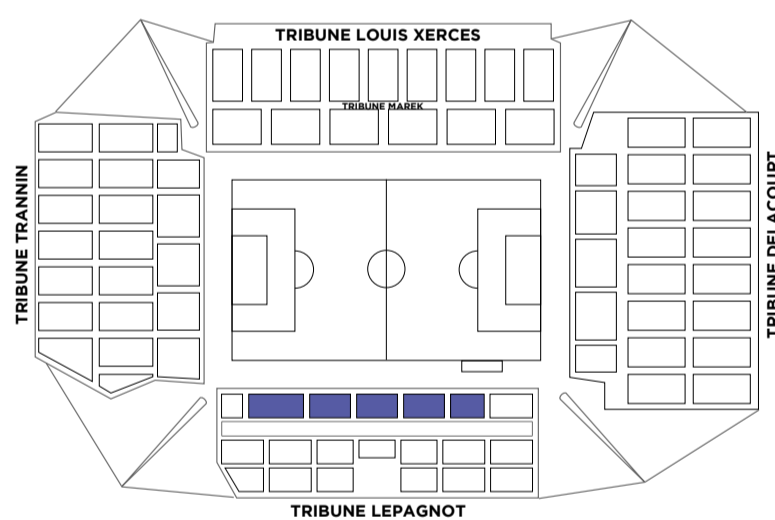 TRIBUNE LOUIS XERCES
TRIBUNE MAREK
TRIBUNE TRANNIN
TRIBUNE DELACOURT
TRIBUNE LEPAGNOT